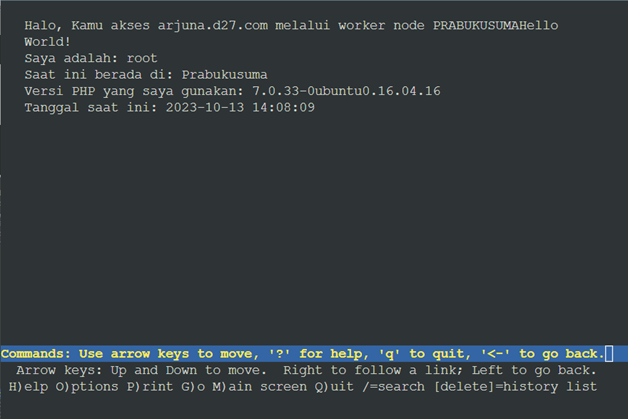 Halo, Kamu akses arjuna.d27.com melalui worker node PRABUKUSUMAHello
World!
Saya adalah: root
Saat ini berada di: Prabukusuma
Versi PHP yang saya gunakan: 7.0.33-0ubuntu0.16.04.16
Tanggal saat ini: 2023-10-13 14:08:09
Commands: Use arrow keys to move, '?' for help, 'q' to quit, '<-' to go back.
Arrow keys: Up and Down to move.  Right to follow a link; Left to go back.
H)elp O)ptions P)rint G)o M)ain screen Q)uit /=search [delete]=history list